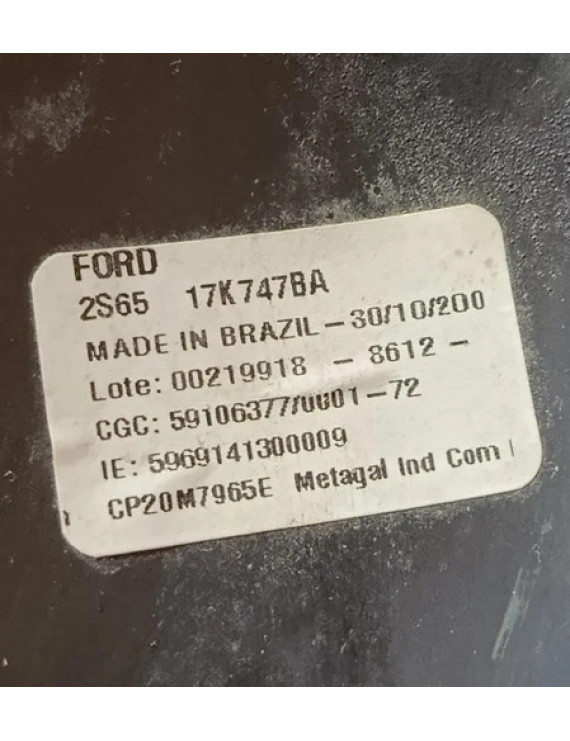 FORD
2S65 17K747BA
MADE IN BRAZIL - 30/10/200
Lote: 00219918 - 8612 -
CGC: 59106377/0001-72
IE: 5969141300009
CP20M7965E Metagal Ind Com